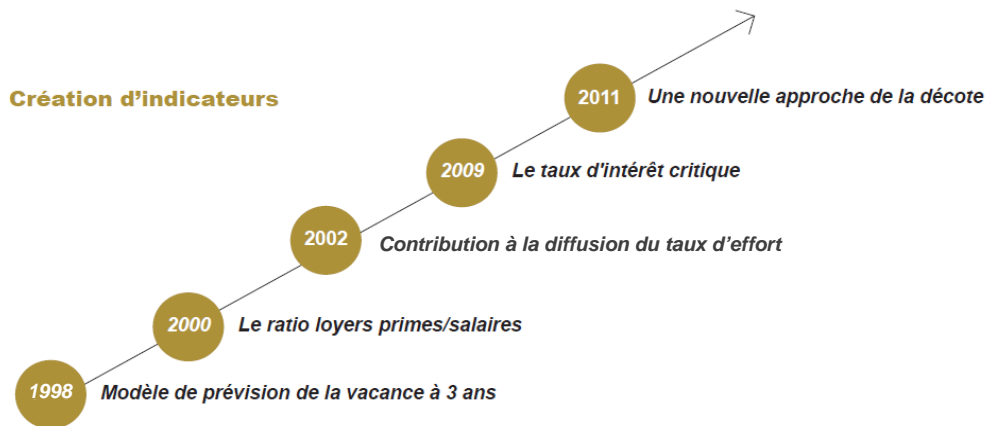 Création d’indicateurs
2011 Une nouvelle approche de la décote
2009 Le taux d'intérêt critique
2002 Contribution à la diffusion du taux d’effort
2000 Le ratio loyers primes/salaires
1998 Modèle de prévision de la vacance à 3 ans